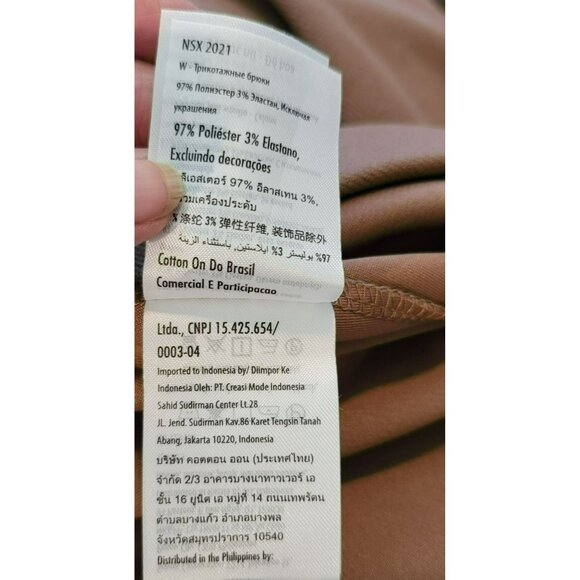 NSX 2021
W - Трикотажные брюки
97% Полиэстер 3% Эластан, Исключая
украшения
97% Poliéster 3% Elastano,
Excluindo decorações
ลีเอสเตอร์ 97% อีลาสเทน 3%,
รวมเครื่องประดับ
% 涤纶 3% 弹性纤维, 装饰品除外
97% بوليستر 3% ايلاستين, باستثناء الزينة
Cotton On Do Brasil
Comercial E Participacao
Ltda., CNPJ 15.425.654/
0003-04
Imported to Indonesia by/ Diimpor Ke
Indonesia Oleh: PT. Creasi Mode Indonesia
Sahid Sudirman Center Lt.28
JL. Jend. Sudirman Kav.86 Karet Tengsin Tanah
Abang, Jakarta 10220, Indonesia
บริษัท คอตตอน ออน (ประเทศไทย)
จำกัด 2/3 อาคารบางนาทาวเวอร์ เอ
ชั้น 16 ยูนิต เอ หมู่ที่ 14 ถนนเทพรัตน
ตำบลบางแก้ว อำเภอบางพลี
จังหวัดสมุทรปราการ 10540
Distributed in the Philippines by: